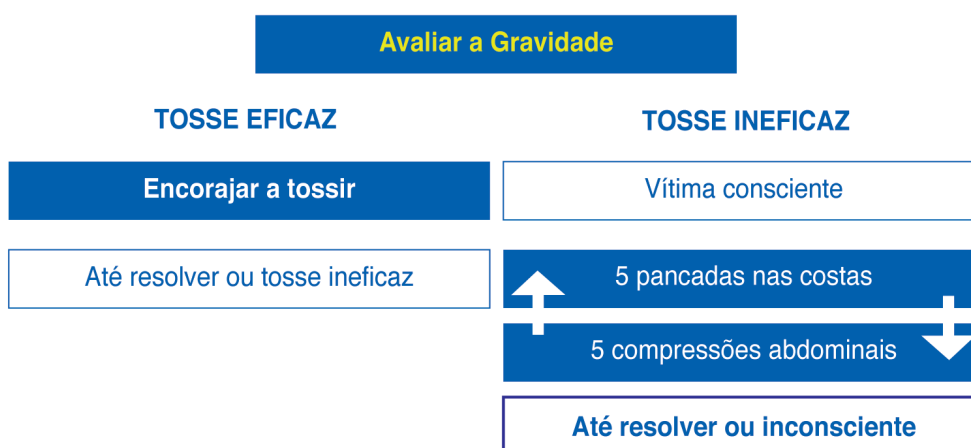 Avaliar a Gravidade
TOSSE EFICAZ
Encorajar a tossir
Até resolver ou tosse ineficaz
TOSSE INEFICAZ
Vítima consciente
5 pancadas nas costas
5 compressões abdominais
Até resolver ou inconsciente